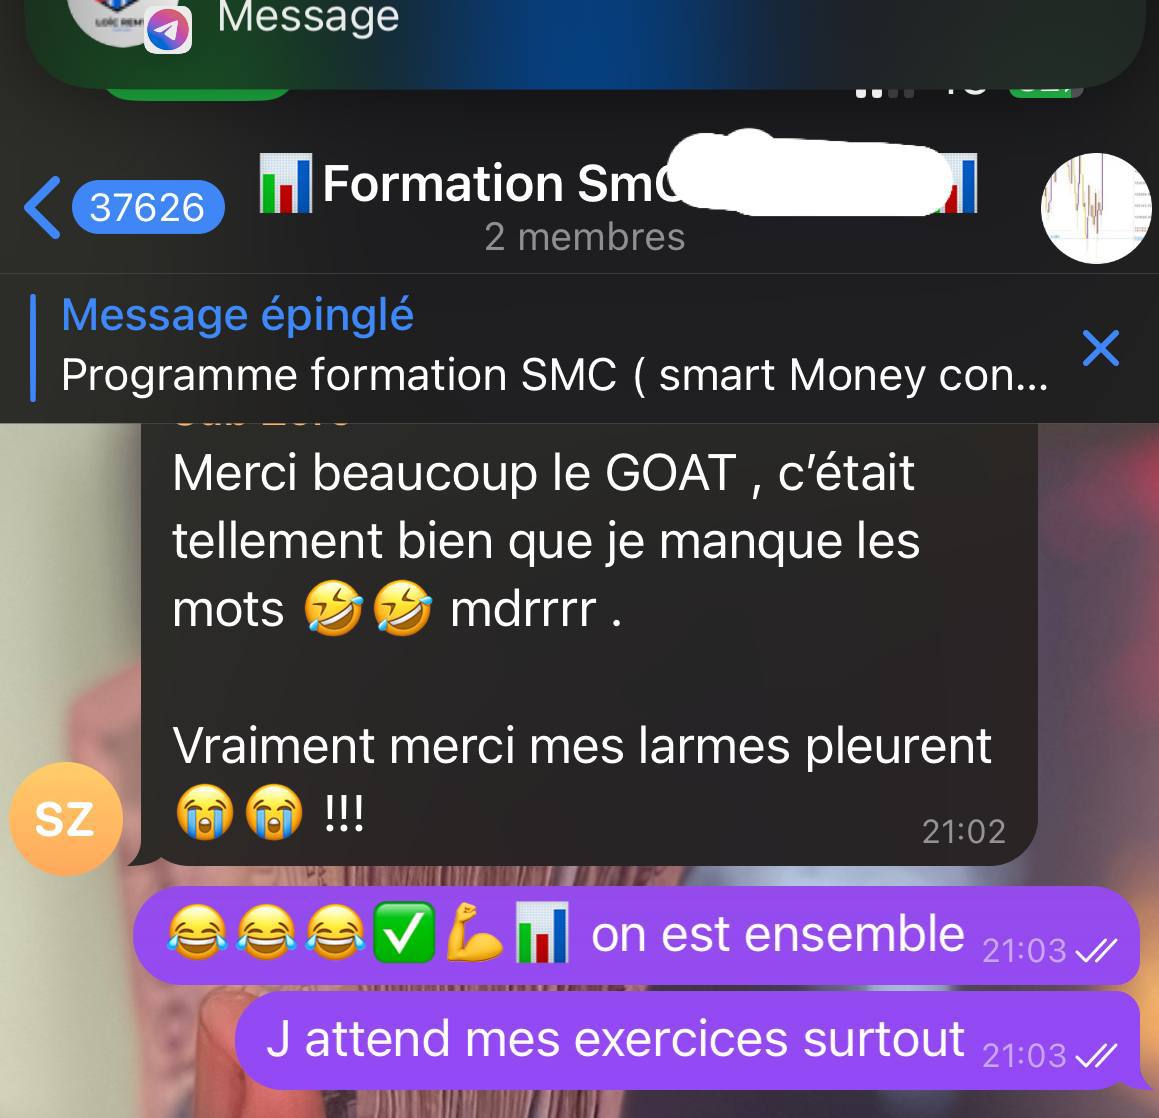 Message
37626
📊 Formation Sm 📊
2 membres
Message épinglé
Programme formation SMC ( smart Money con...
Merci beaucoup le GOAT , c’était
tellement bien que je manque les
mots 🤣🤣 mdrrrr .
Vraiment merci mes larmes pleurent
😭😭 !!!
21:02
SZ
😂😂😂✅💪📊 on est ensemble 21:03
J attend mes exercices surtout 21:03